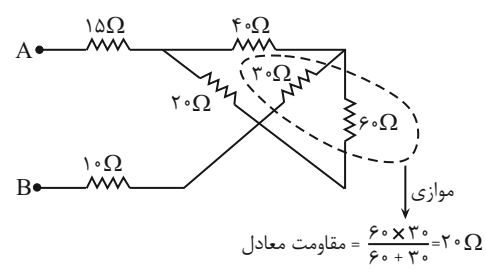 ۱۵Ω ۴۰Ω
A
۳۰Ω
۲۰Ω
۶۰Ω
۱۰Ω
B
موازی
مقاومت معادل = ۶۰ × ۳۰ / ۶۰ + ۳۰ = ۲۰Ω